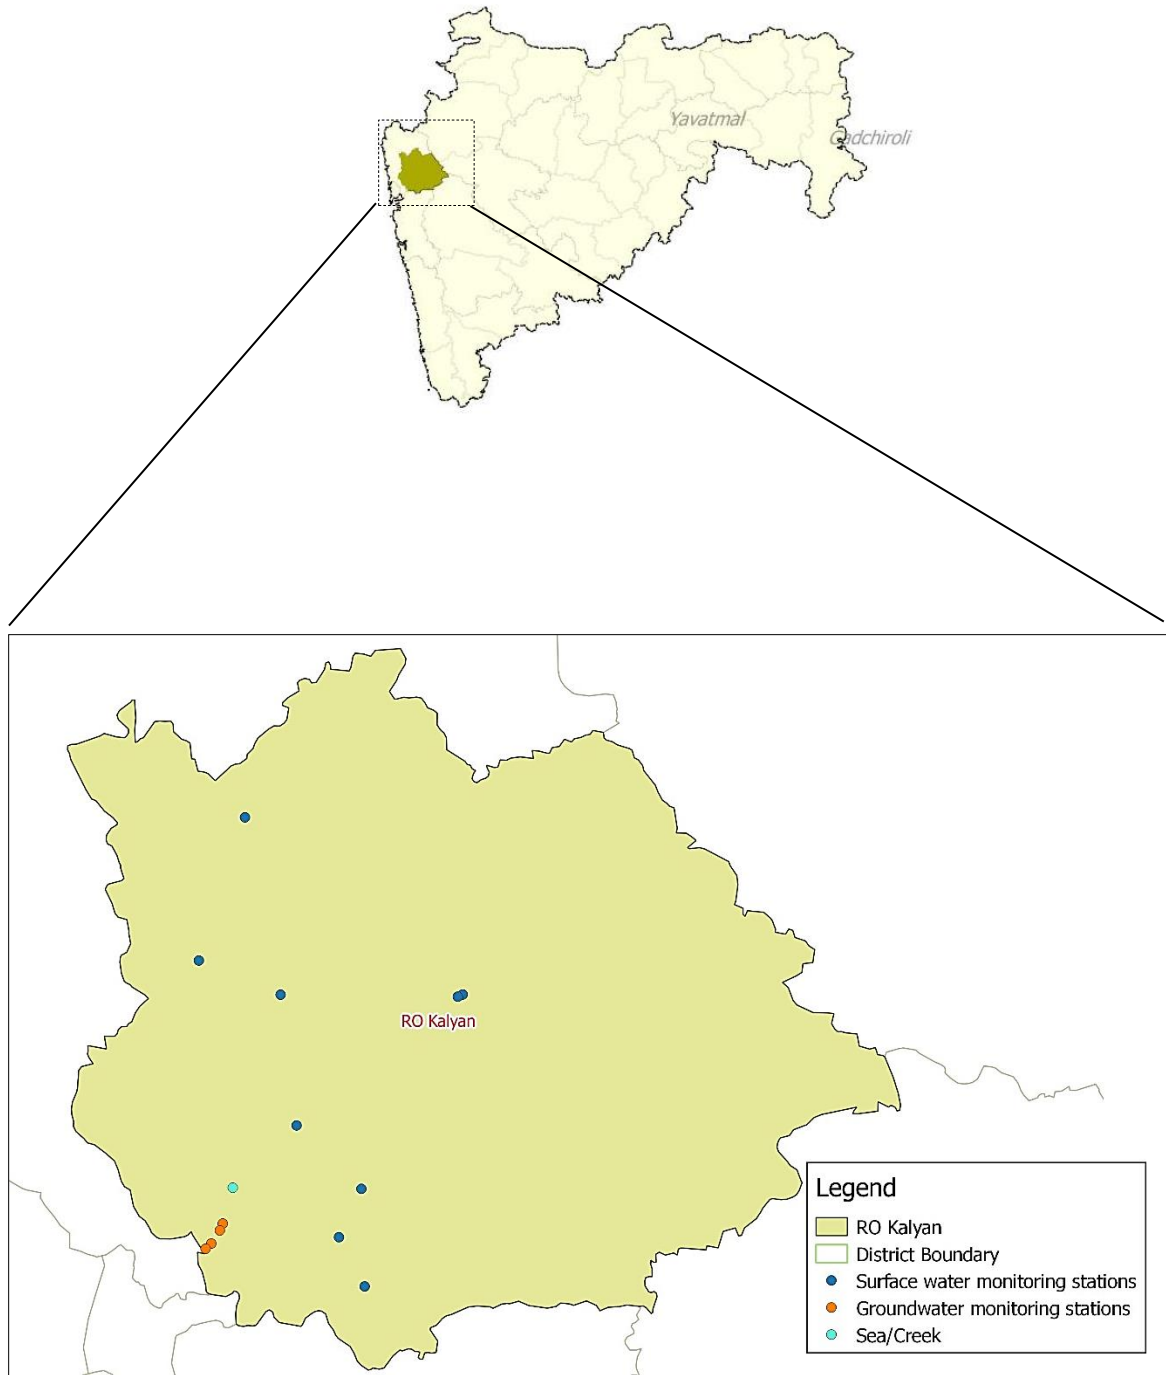 Yavatmal
Gadchiroli
RO Kalyan
Legend
RO Kalyan
District Boundary
Surface water monitoring stations
Groundwater monitoring stations
Sea/Creek